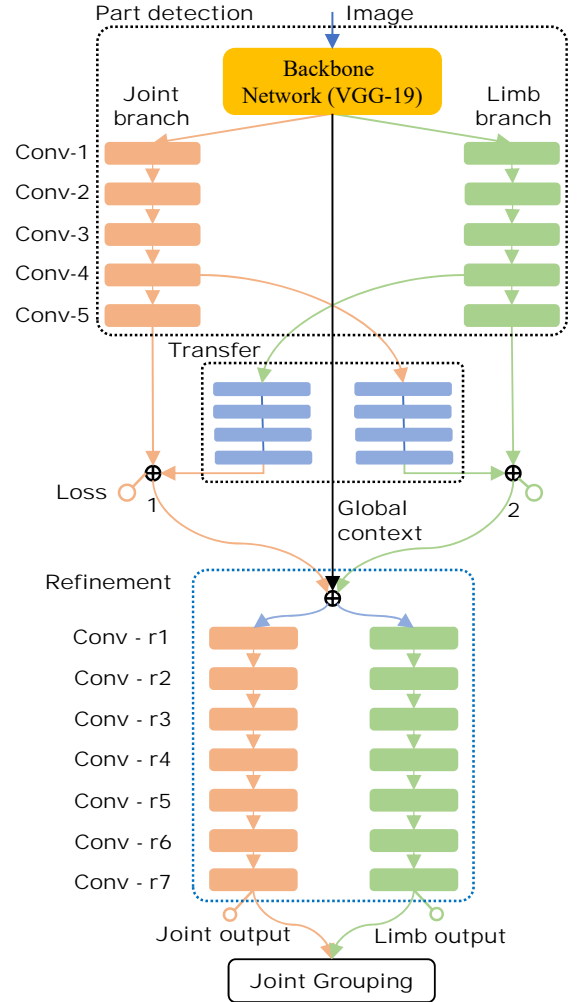 Part detection
Image
Backbone
Network (VGG-19)
Joint
branch
Limb
branch
Conv-1
Conv-2
Conv-3
Conv-4
Conv-5
Transfer
Loss
1
2
Global
context
Refinement
Conv - r1
Conv - r2
Conv - r3
Conv - r4
Conv - r5
Conv - r6
Conv - r7
Joint output
Limb output
Joint Grouping